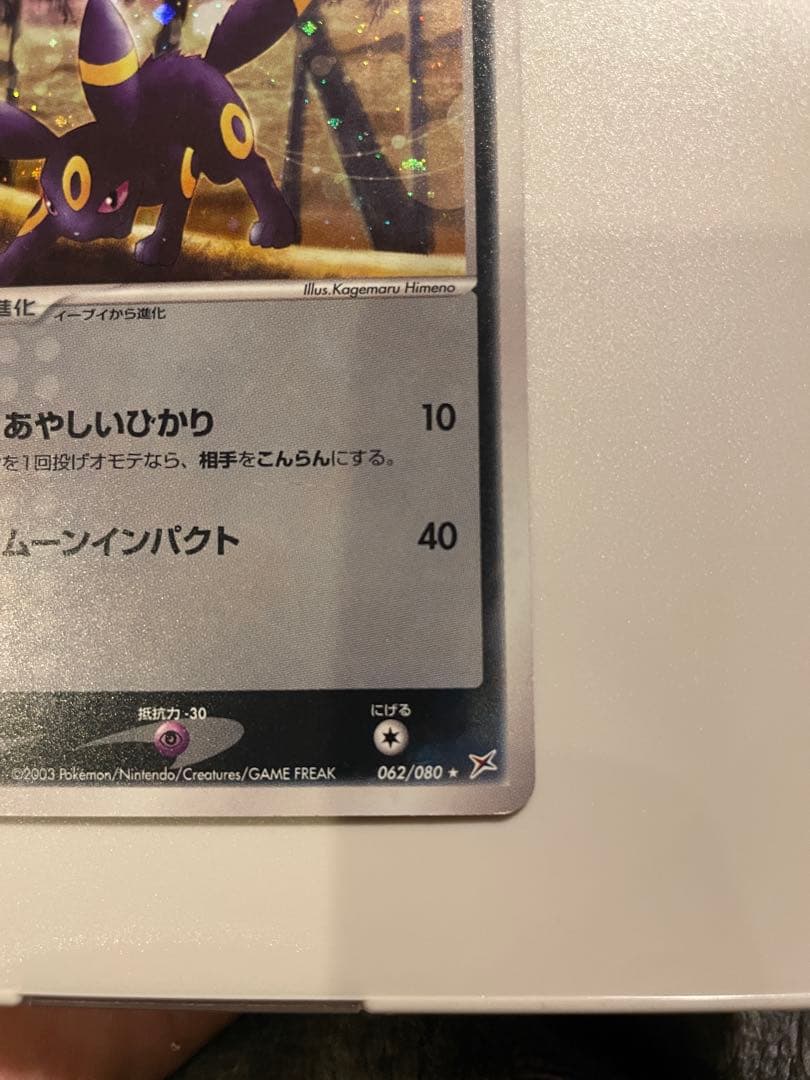 Illus. Kagemaru Himeno
進化 イーブイから進化
あやしいひかり 10
を1回投げオモテなら、相手をこんらんにする。
ムーンインパクト 40
抵抗力 -30 にげる
©2003 Pokémon/Nintendo/Creatures/GAME FREAK 062/080 ★